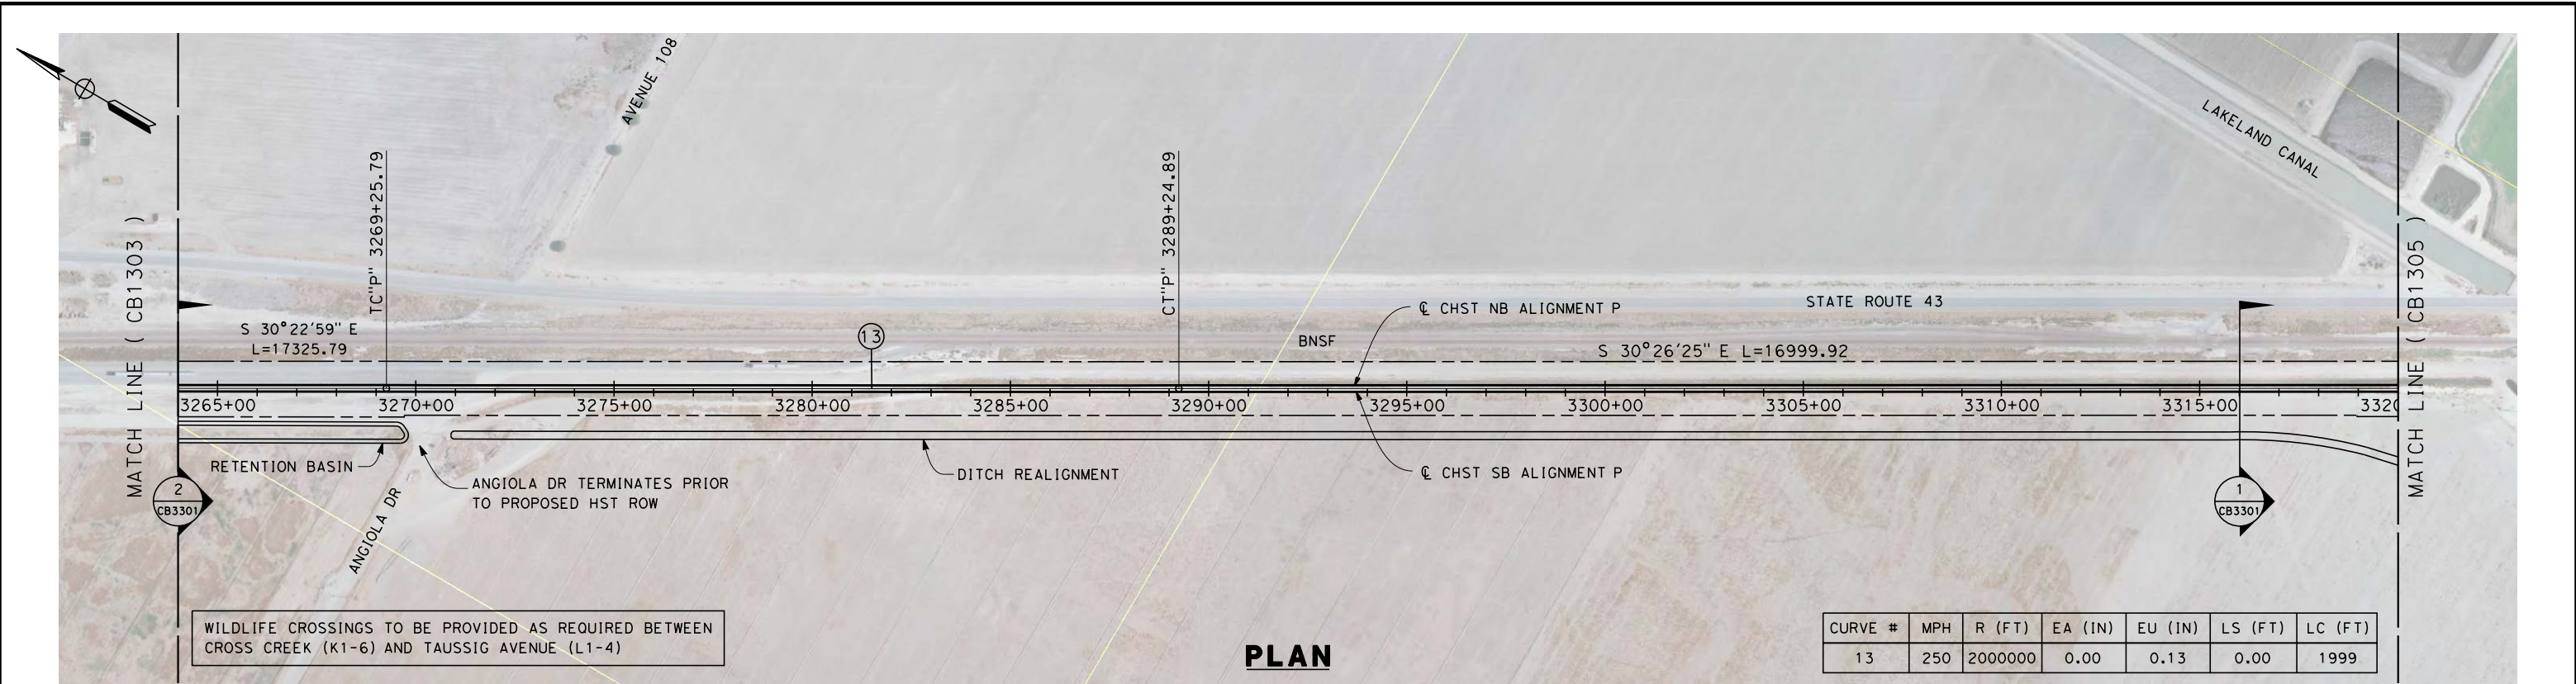 AVENUE 108
LAKELAND CANAL
MATCH LINE ( CB1303 )
TC"P" 3269+25.79
CT"P" 3289+24.89
MATCH LINE ( CB1305 )
S 30°22'59" E
L=17325.79
13
BNSF
℄ CHST NB ALIGNMENT P
STATE ROUTE 43
S 30°26'25" E L=16999.92
3265+00 3270+00 3275+00 3280+00 3285+00 3290+00 3295+00 3300+00 3305+00 3310+00 3315+00 3320
RETENTION BASIN
ANGIOLA DR TERMINATES PRIOR
TO PROPOSED HST ROW
DITCH REALIGNMENT
℄ CHST SB ALIGNMENT P
2
CB3301
1
CB3301
ANGIOLA DR
WILDLIFE CROSSINGS TO BE PROVIDED AS REQUIRED BETWEEN
CROSS CREEK (K1-6) AND TAUSSIG AVENUE (L1-4)
PLAN
CURVE # MPH R (FT) EA (IN) EU (IN) LS (FT) LC (FT)
13 250 2000000 0.00 0.13 0.00 1999